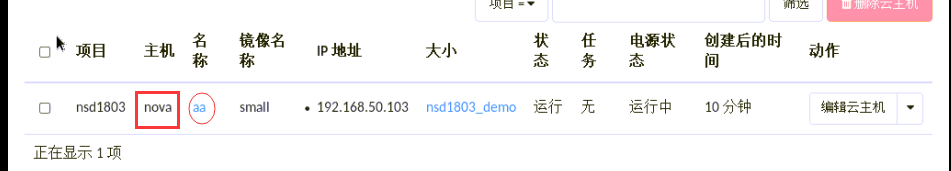 项目 = 筛选 删除云主机
项目 主机 名称 镜像名称 IP 地址 大小 状态 任务 电源状态 创建后的时间 动作
nsd1803 nova aa small 192.168.50.103 nsd1803_demo 运行 无 运行中 10 分钟 编辑云主机
正在显示 1 项